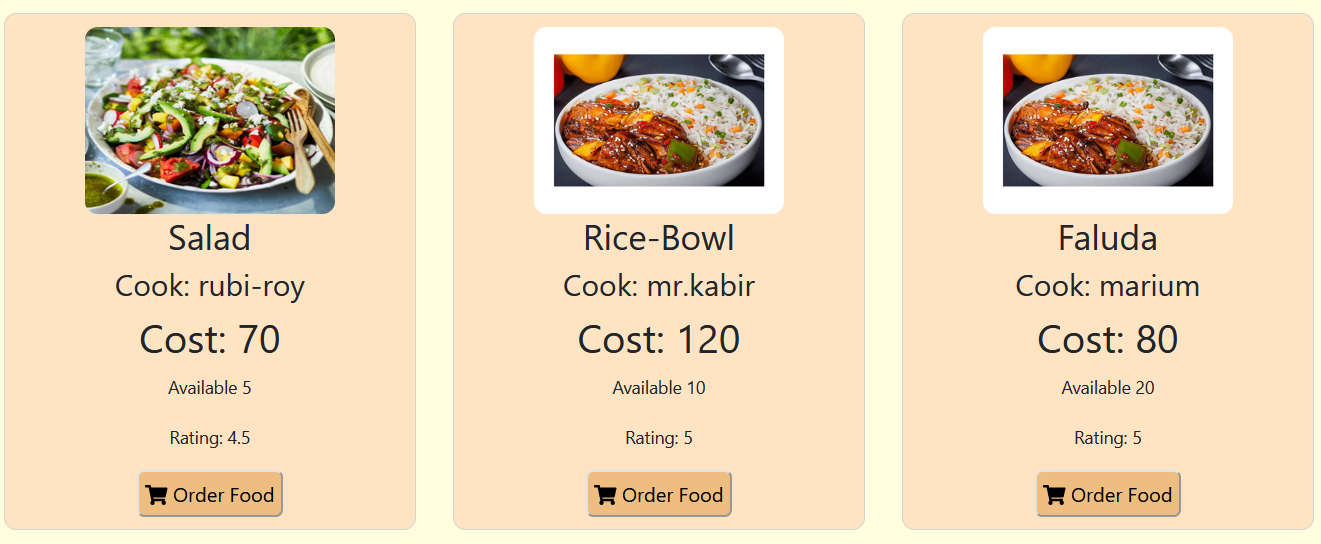 Salad
Cook: rubi-roy
Cost: 70
Available 5
Rating: 4.5
Order Food
Rice-Bowl
Cook: mr.kabir
Cost: 120
Available 10
Rating: 5
Order Food
Faluda
Cook: marium
Cost: 80
Available 20
Rating: 5
Order Food